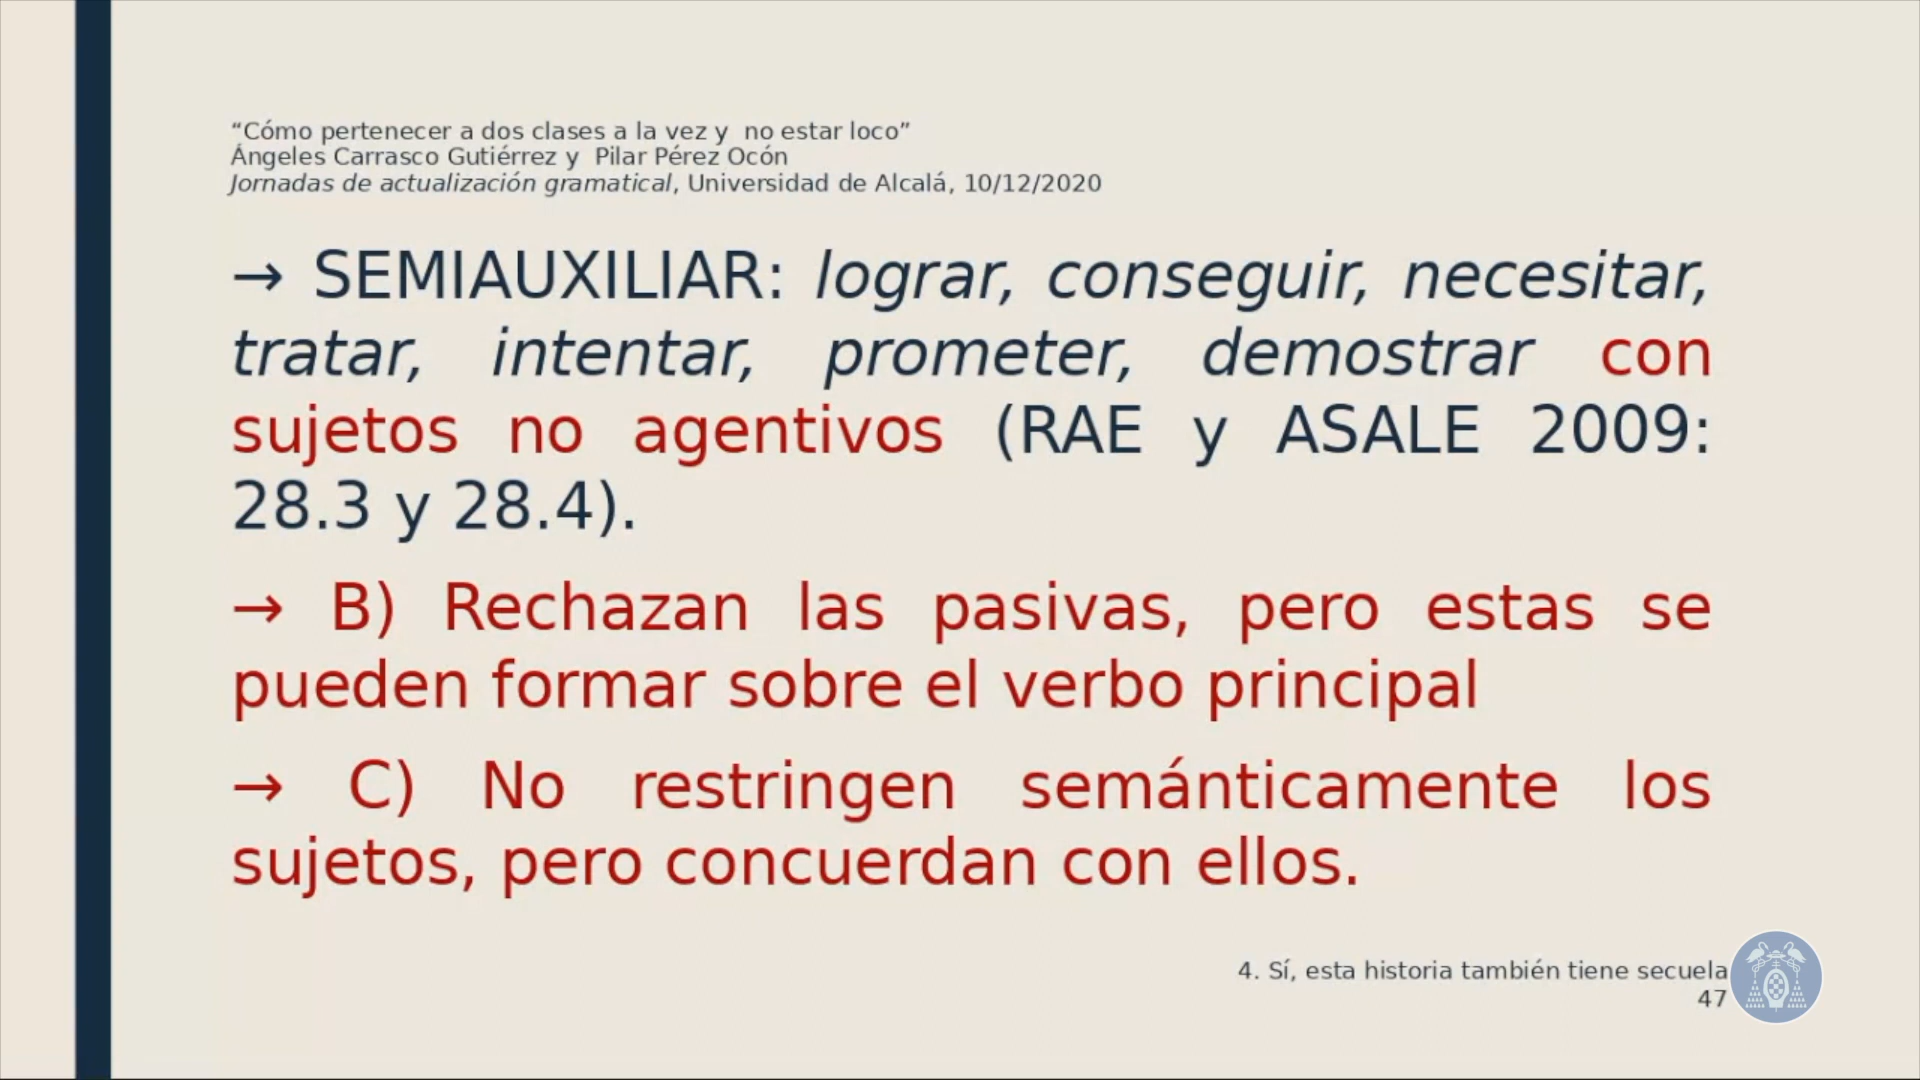 “Cómo pertenecer a dos clases a la vez y  no estar loco”
Ángeles Carrasco Gutiérrez y  Pilar Pérez Ocón
Jornadas de actualización gramatical, Universidad de Alcalá, 10/12/2020
→ SEMIAUXILIAR: lograr, conseguir, necesitar,
tratar, intentar, prometer, demostrar con
sujetos no agentivos (RAE y ASALE 2009:
28.3 y 28.4).
→ B) Rechazan las pasivas, pero estas se
pueden formar sobre el verbo principal
→ C) No restringen semánticamente los
sujetos, pero concuerdan con ellos.
4. Sí, esta historia también tiene secuela
47